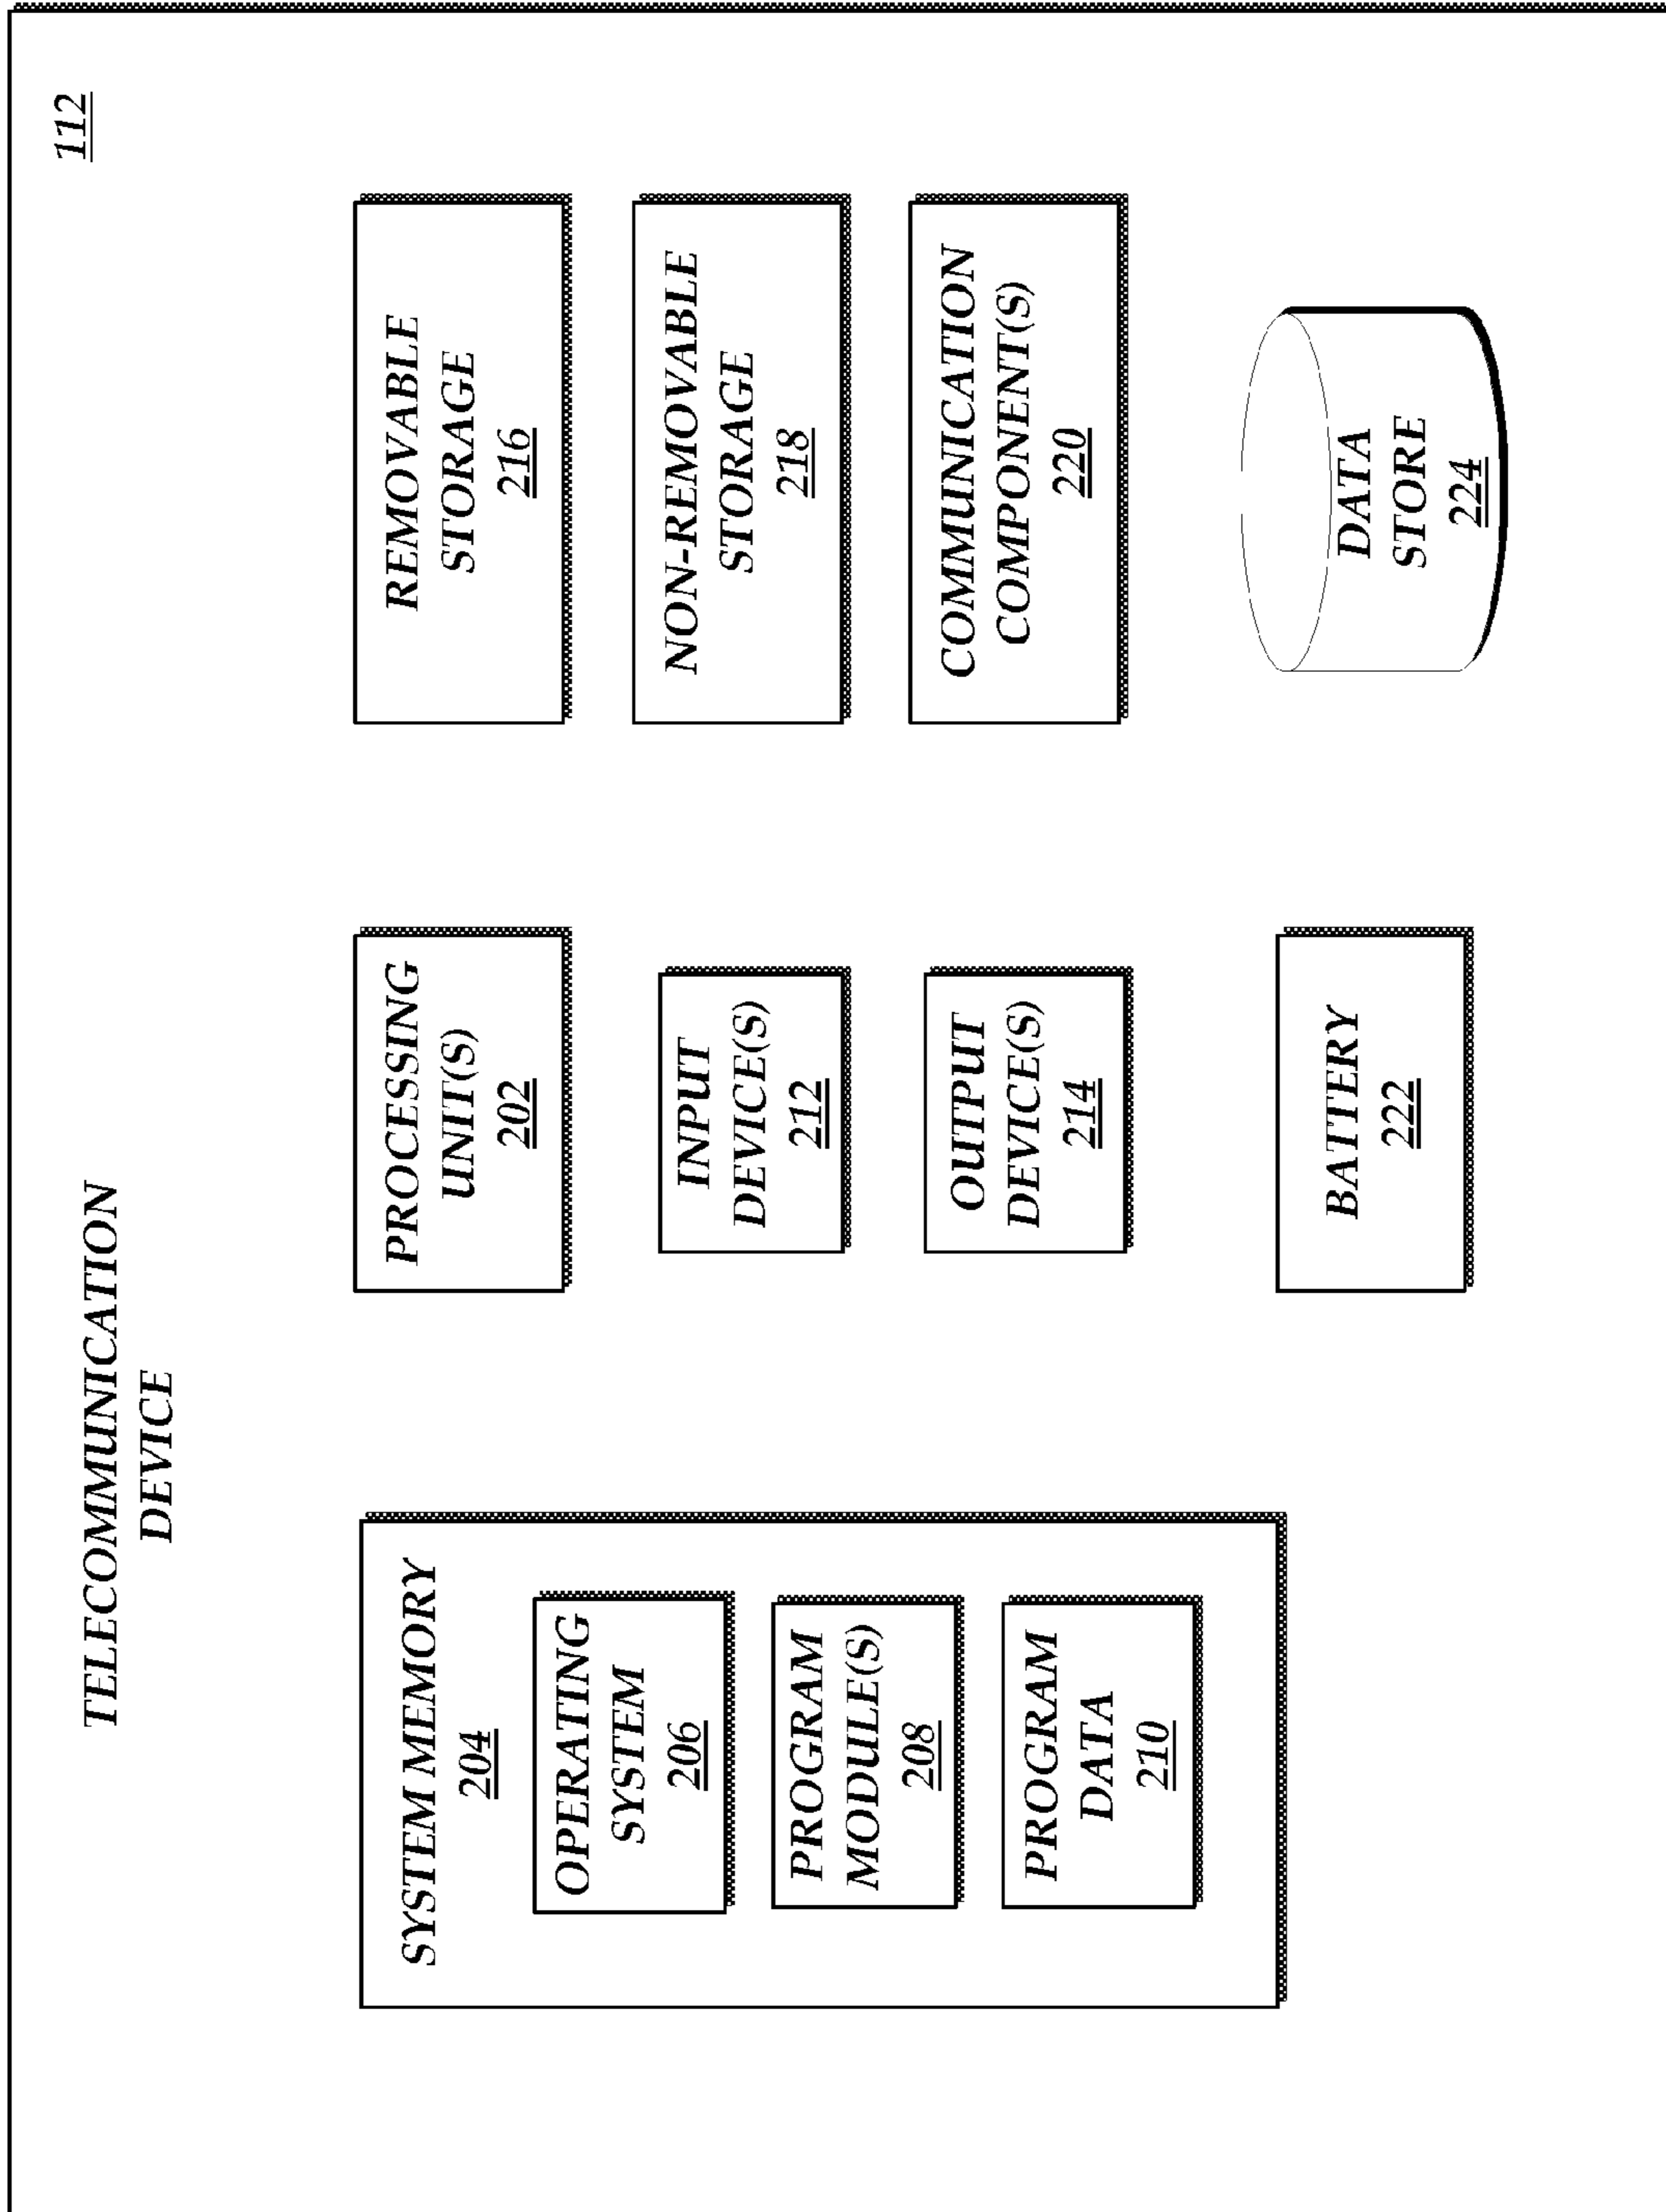 TELECOMMUNICATION
DEVICE
112
SYSTEM MEMORY
204
OPERATING
SYSTEM
206
PROGRAM
MODULE(S)
208
PROGRAM
DATA
210
PROCESSING
UNIT(S)
202
INPUT
DEVICE(S)
212
OUTPUT
DEVICE(S)
214
BATTERY
222
REMOVABLE
STORAGE
216
NON-REMOVABLE
STORAGE
218
COMMUNICATION
COMPONENT(S)
220
DATA
STORE
224